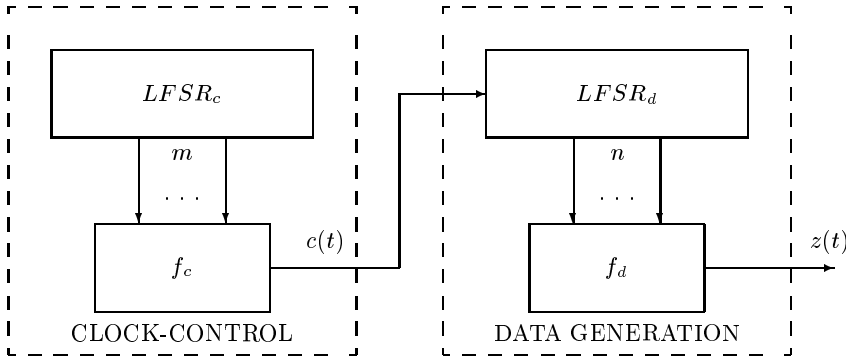 LFSR_c
LFSR_d
m
n
. . .
. . .
c(t)
z(t)
f_c
f_d
CLOCK-CONTROL
DATA GENERATION